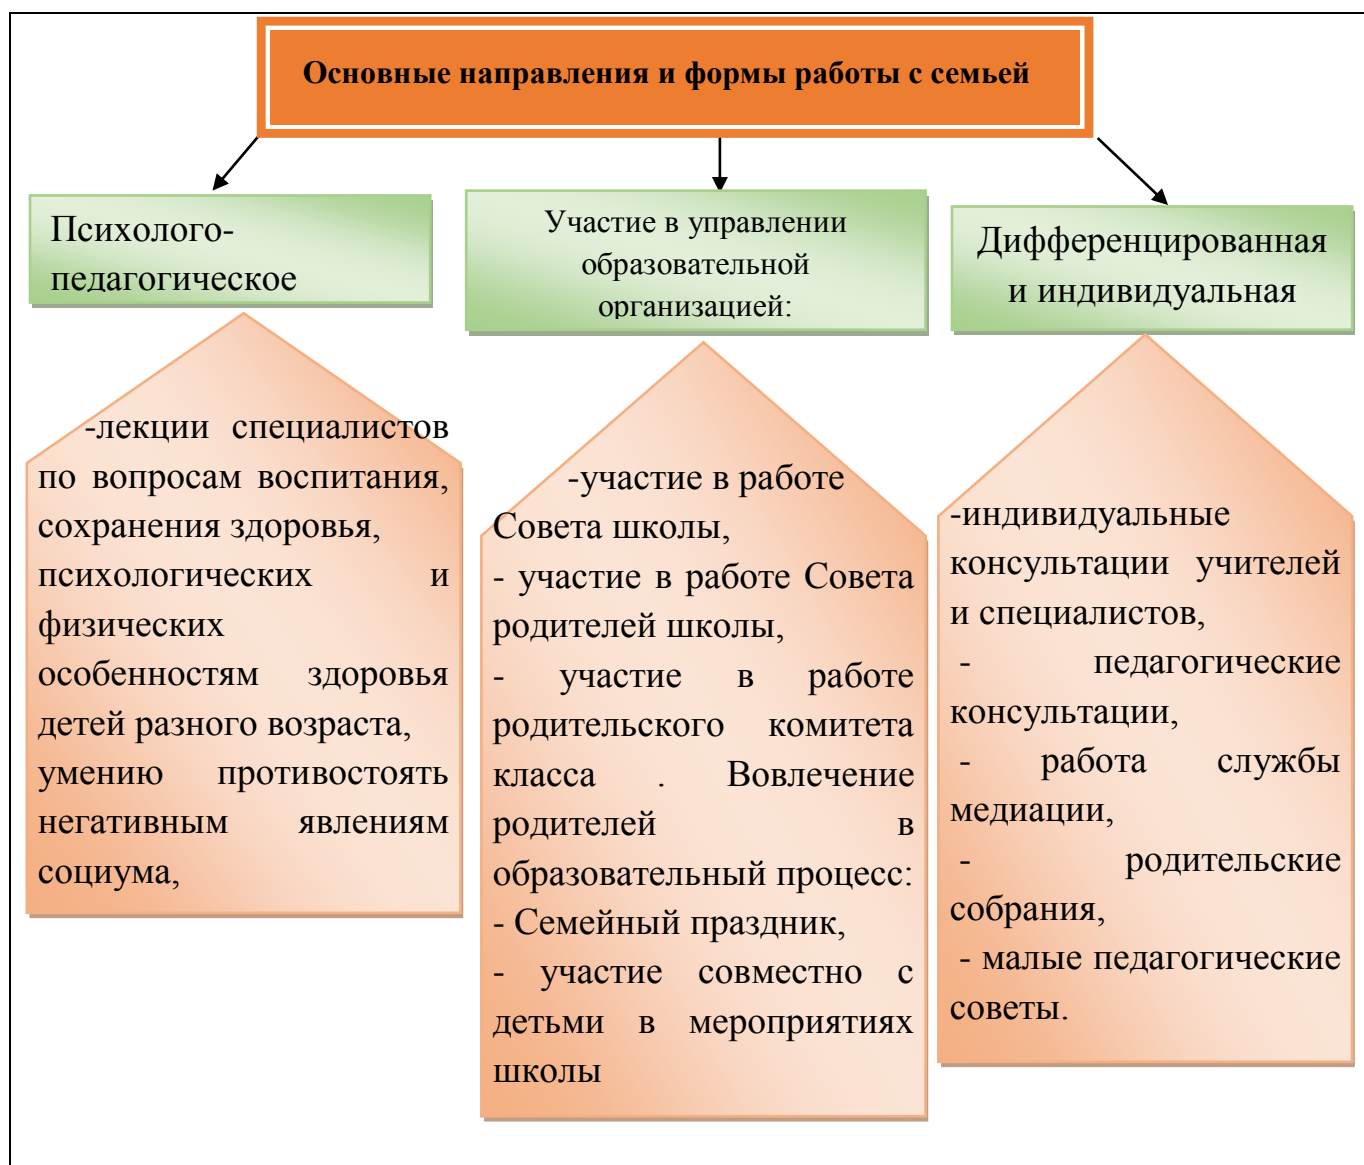 Основные направления и формы работы с семьей
Психолого-
педагогическое
Участие в управлении
образовательной
организацией:
Дифференцированная
и индивидуальная
-лекции специалистов
по вопросам воспитания,
сохранения здоровья,
психологических и
физических
особенностям здоровья
детей разного возраста,
умению противостоять
негативным явлениям
социума,
-участие в работе
Совета школы,
- участие в работе Совета
родителей школы,
- участие в работе
родительского комитета
класса . Вовлечение
родителей в
образовательный процесс:
- Семейный праздник,
- участие совместно с
детьми в мероприятиях
школы
-индивидуальные
консультации учителей
и специалистов,
- педагогические
консультации,
- работа службы
медиации,
- родительские
собрания,
- малые педагогические
советы.